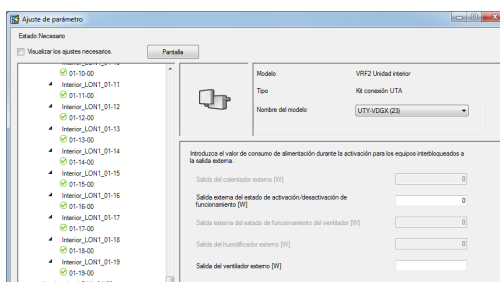 Ajuste de parámetro
Estado:Necesario
Visualizar los ajustes necesarios.
Pantalla
01-10-00
Interior_LON1_01-11
01-11-00
Interior_LON1_01-12
01-12-00
Interior_LON1_01-13
01-13-00
Interior_LON1_01-14
01-14-00
Interior_LON1_01-15
01-15-00
Interior_LON1_01-16
01-16-00
Interior_LON1_01-17
01-17-00
Interior_LON1_01-18
01-18-00
Interior_LON1_01-19
01-19-00
Modelo VRF2 Unidad interior
Tipo Kit conexión UTA
Nombre del modelo UTY-VDGX (23)
Introduzca el valor de consumo de alimentación durante la activación para los equipos interbloqueados a
la salida externa.
Salida del calentador externo [W] 0
Salida externa del estado de activación/desactivación de
funcionamiento [W] 0
Salida externa del estado de funcionamiento del ventilador [W] 0
Salida del humidificador externo [W] 0
Salida del ventilador externo [W]